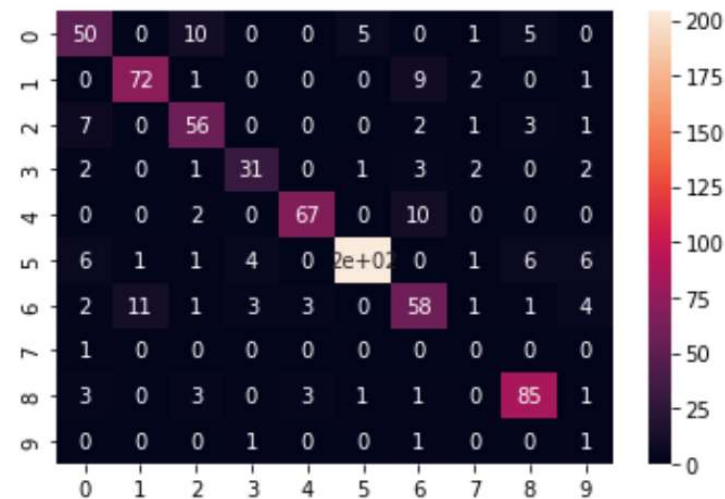 0 50 0 10 0 0 5 0 1 5 0
1 0 72 1 0 0 0 9 2 0 1
2 7 0 56 0 0 0 2 1 3 1
3 2 0 1 31 0 1 3 2 0 2
4 0 0 2 0 67 0 10 0 0 0
5 6 1 1 4 0 2e+02 0 1 6 6
6 2 11 1 3 3 0 58 1 1 4
7 1 0 0 0 0 0 0 0 0 0
8 3 0 3 0 3 1 1 0 85 1
9 0 0 0 1 0 0 1 0 0 1
0 1 2 3 4 5 6 7 8 9
200
175
150
125
100
75
50
25
0